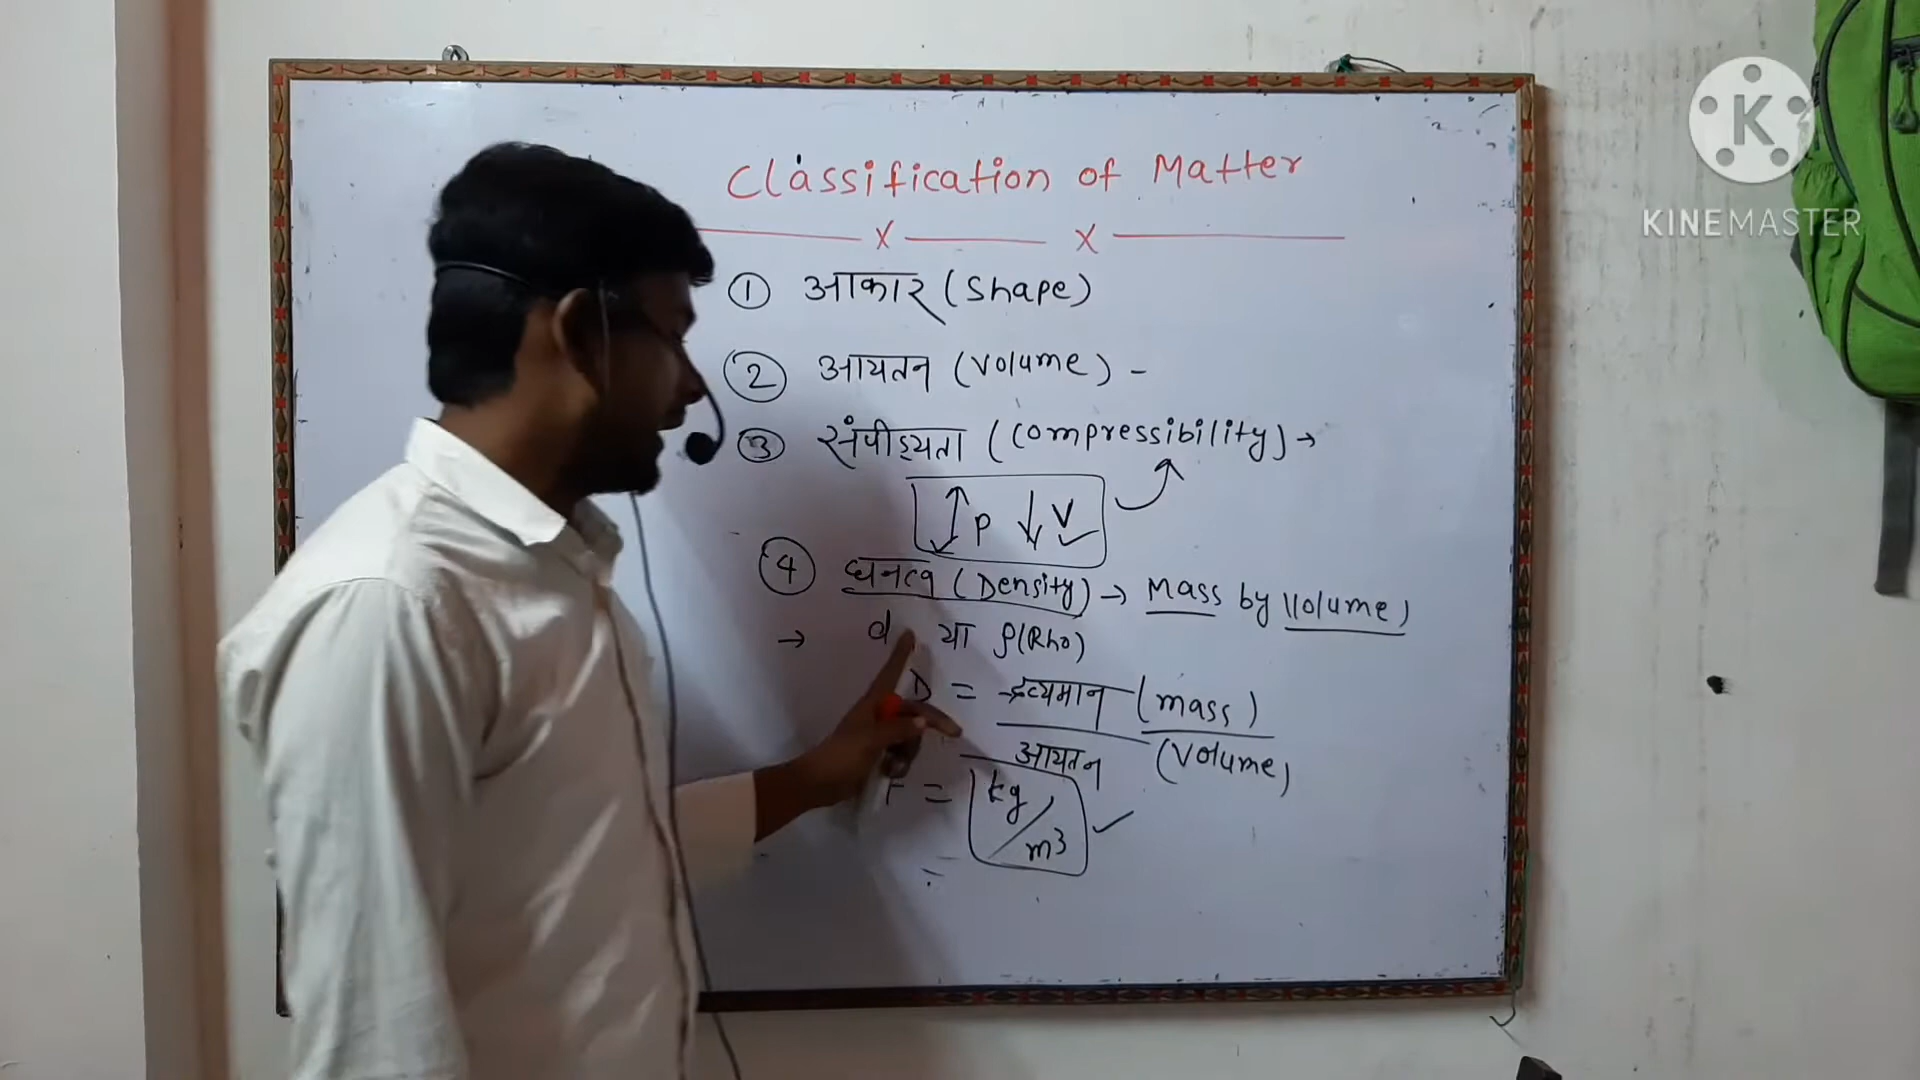 Classification of Matter
x x
① आकार (Shape)
② आयतन (Volume) -
③ संपीड्यता (Compressibility) →
↕ P ↓ V
④ घनत्व (Density) → Mass by Volume)
→ d या ρ(Rho)
D = द्रव्यमान (mass)
आयतन (Volume)
= kg/m³
=
K
KINEMASTER